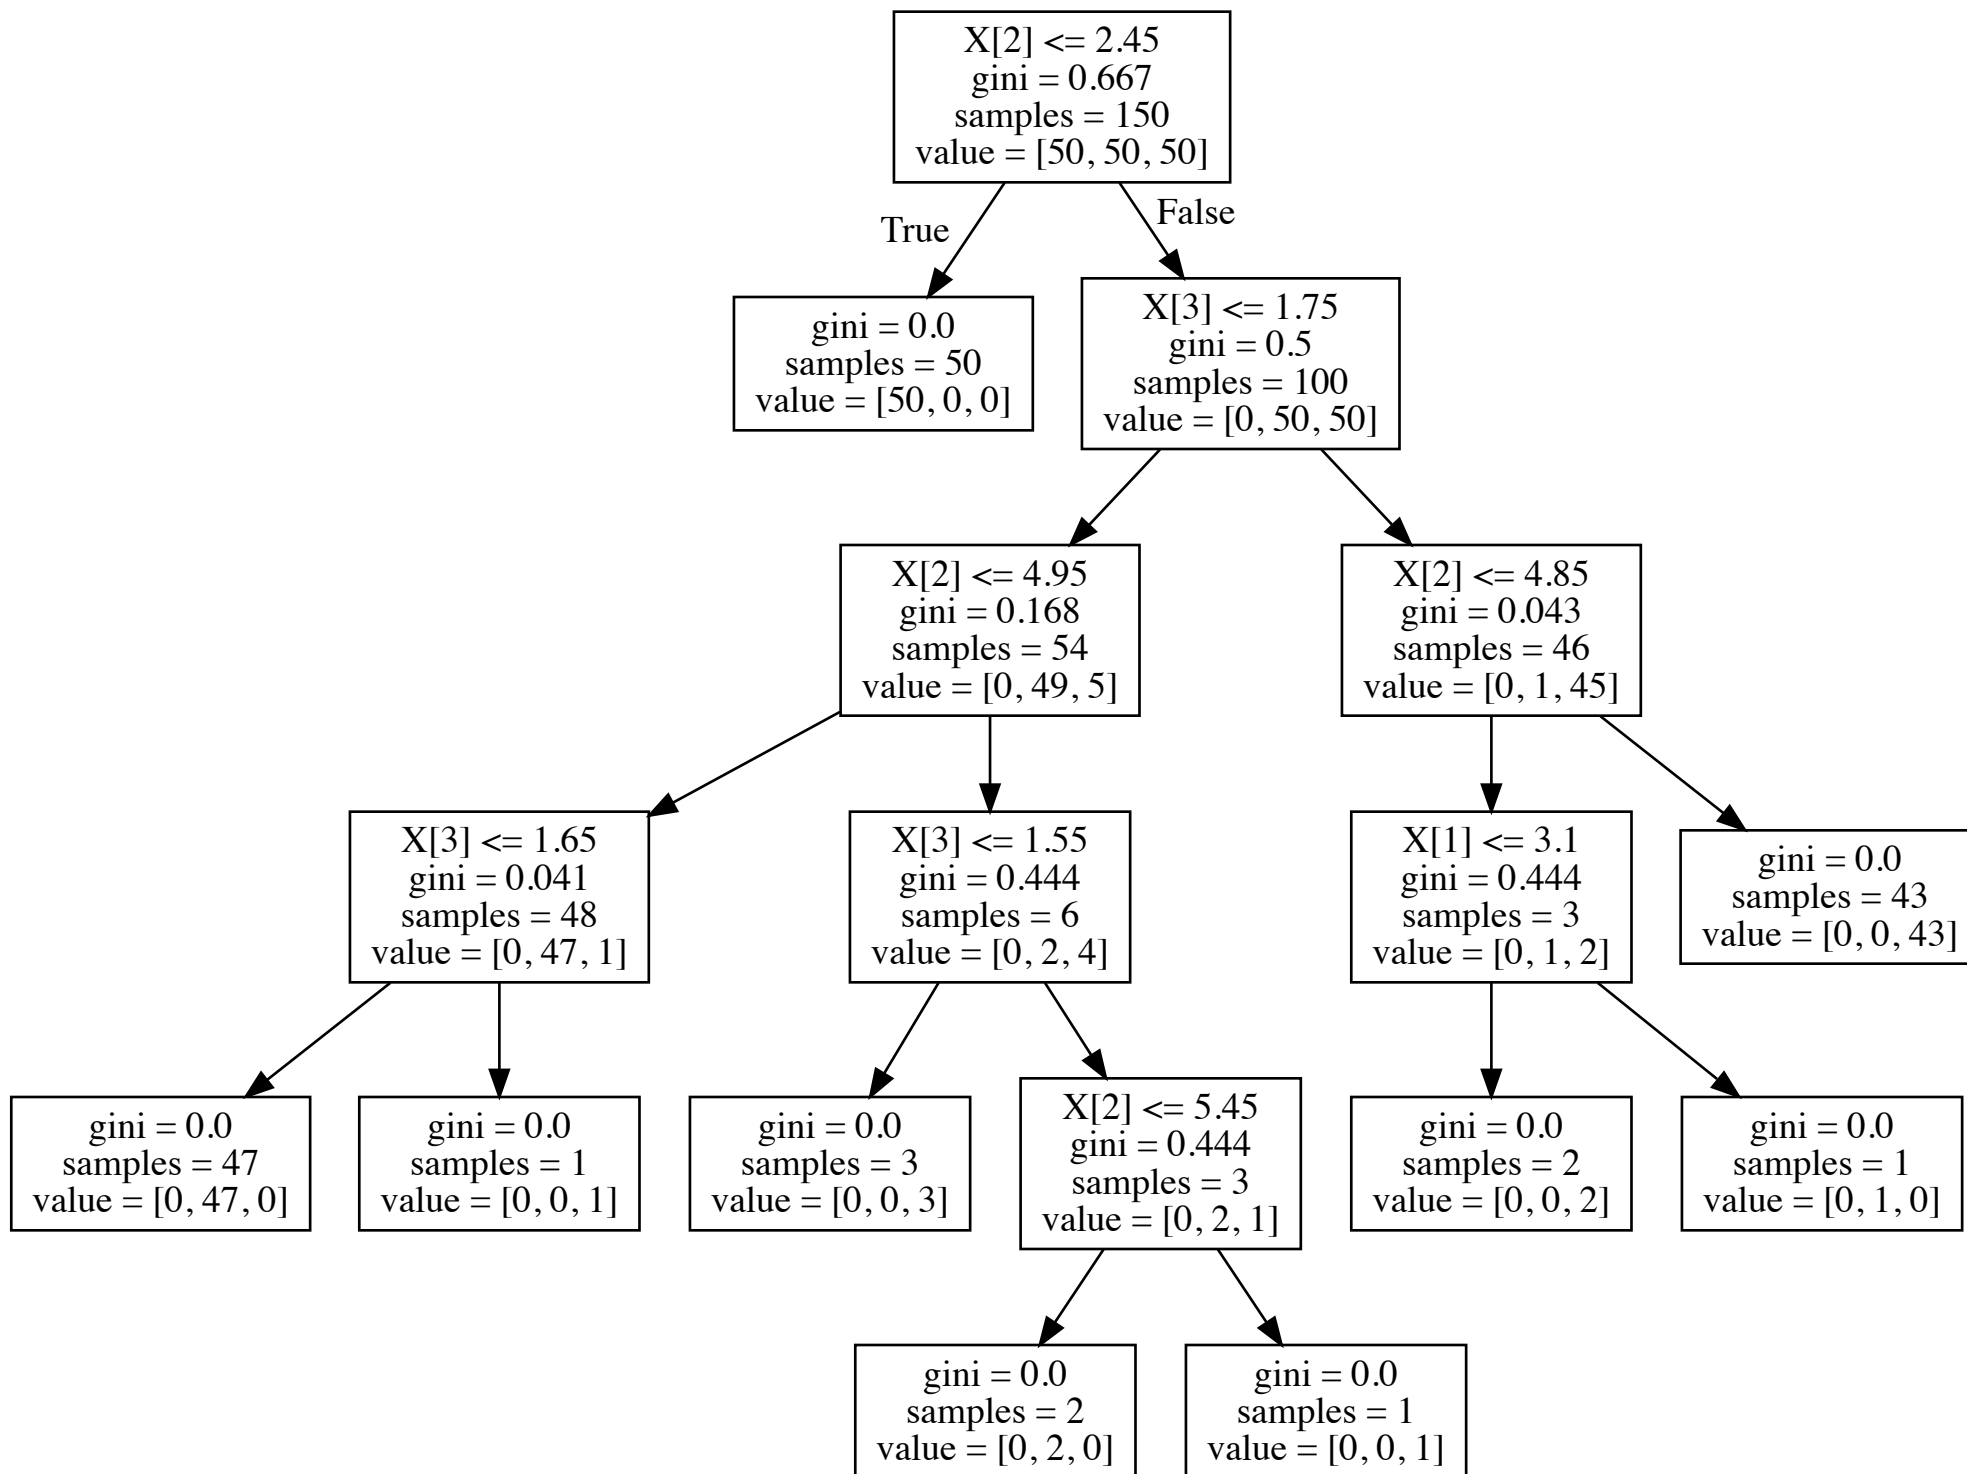 X[2] <= 2.45
gini = 0.667
samples = 150
value = [50, 50, 50]
True
False
gini = 0.0
samples = 50
value = [50, 0, 0]
X[3] <= 1.75
gini = 0.5
samples = 100
value = [0, 50, 50]
X[2] <= 4.95
gini = 0.168
samples = 54
value = [0, 49, 5]
X[2] <= 4.85
gini = 0.043
samples = 46
value = [0, 1, 45]
X[3] <= 1.65
gini = 0.041
samples = 48
value = [0, 47, 1]
X[3] <= 1.55
gini = 0.444
samples = 6
value = [0, 2, 4]
X[1] <= 3.1
gini = 0.444
samples = 3
value = [0, 1, 2]
gini = 0.0
samples = 43
value = [0, 0, 43]
gini = 0.0
samples = 47
value = [0, 47, 0]
gini = 0.0
samples = 1
value = [0, 0, 1]
gini = 0.0
samples = 3
value = [0, 0, 3]
X[2] <= 5.45
gini = 0.444
samples = 3
value = [0, 2, 1]
gini = 0.0
samples = 2
value = [0, 0, 2]
gini = 0.0
samples = 1
value = [0, 1, 0]
gini = 0.0
samples = 2
value = [0, 2, 0]
gini = 0.0
samples = 1
value = [0, 0, 1]